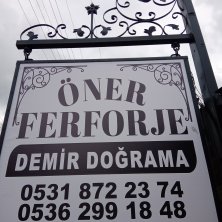 ÖNER
FERFORJE
DEMİR DOĞRAMA
0531 872 23 74
0536 299 18 48